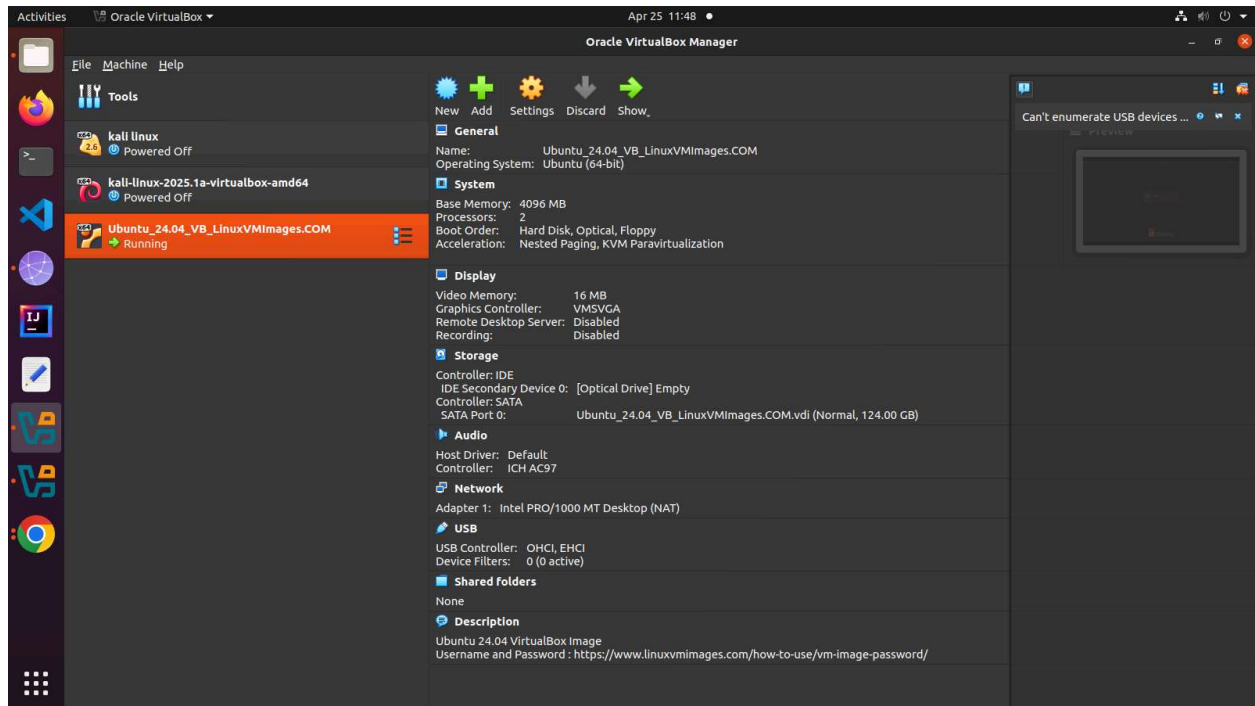 Activities
Oracle VirtualBox
Apr 25 11:48
Oracle VirtualBox Manager
File Machine Help
Tools
kali linux
Powered Off
kali-linux-2025.1a-virtualbox-amd64
Powered Off
Ubuntu_24.04_VB_LinuxVMImages.COM
Running
New Add Settings Discard Show
General
Name: Ubuntu_24.04_VB_LinuxVMImages.COM
Operating System: Ubuntu (64-bit)
System
Base Memory: 4096 MB
Processors: 2
Boot Order: Hard Disk, Optical, Floppy
Acceleration: Nested Paging, KVM Paravirtualization
Display
Video Memory: 16 MB
Graphics Controller: VMSVGA
Remote Desktop Server: Disabled
Recording: Disabled
Storage
Controller: IDE
IDE Secondary Device 0: [Optical Drive] Empty
Controller: SATA
SATA Port 0: Ubuntu_24.04_VB_LinuxVMImages.COM.vdi (Normal, 124.00 GB)
Audio
Host Driver: Default
Controller: ICH AC97
Network
Adapter 1: Intel PRO/1000 MT Desktop (NAT)
USB
USB Controller: OHCI, EHCI
Device Filters: 0 (0 active)
Shared folders
None
Description
Ubuntu 24.04 VirtualBox Image
Username and Password : https://www.linuxvmimages.com/how-to-use/vm-image-password/
Can't enumerate USB devices ...
Preview
X64
2.6
X64
X64
>_
IJ